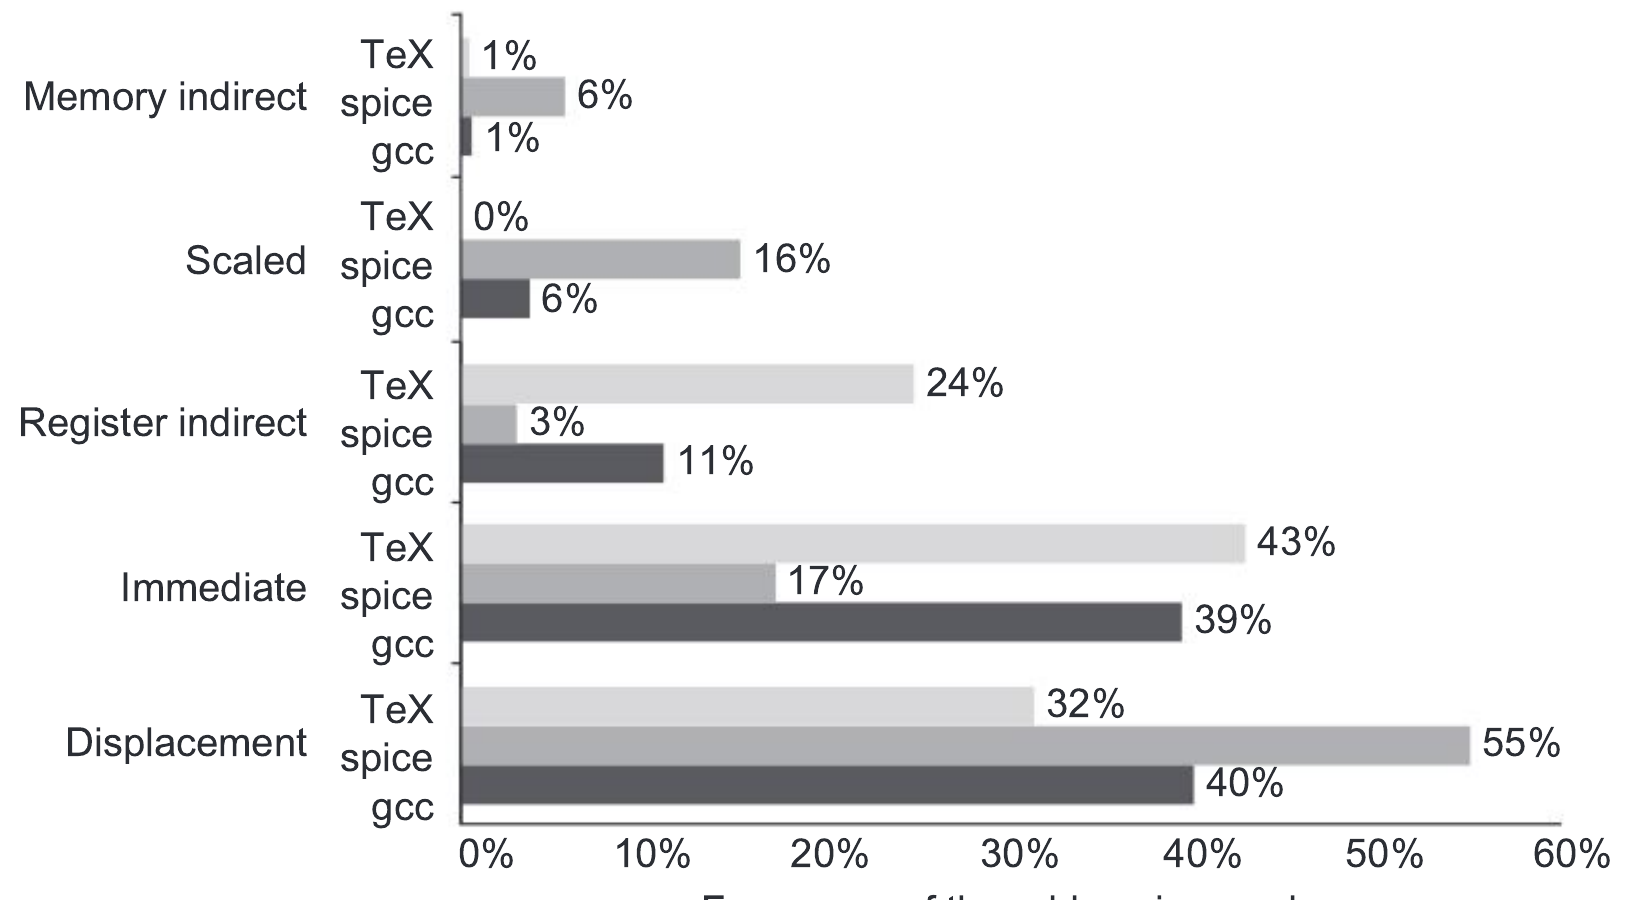 TeX 1%
Memory indirect spice 6%
gcc 1%
TeX 0%
Scaled spice 16%
gcc 6%
TeX 24%
Register indirect spice 3%
gcc 11%
TeX 43%
Immediate spice 17%
gcc 39%
TeX 32%
Displacement spice 55%
gcc 40%
0% 10% 20% 30% 40% 50% 60%